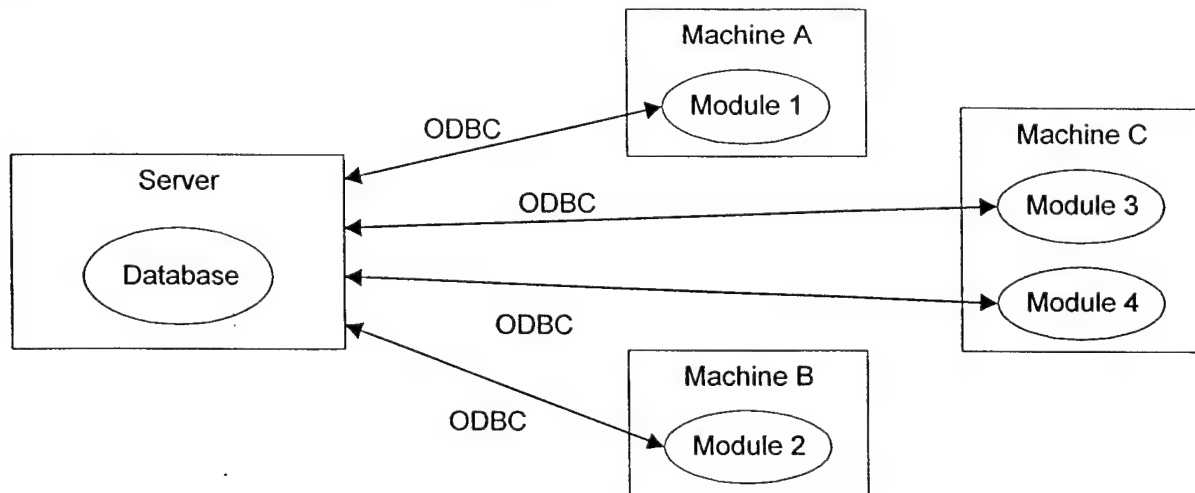 Machine A
Module 1
ODBC
Machine C
Server
ODBC
Module 3
Database
Module 4
ODBC
Machine B
ODBC
Module 2